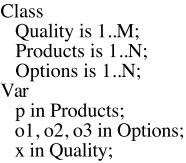 Class
Quality is 1..M;
Products is 1..N;
Options is 1..N;
Var
p in Products;
o1, o2, o3 in Options;
x in Quality;